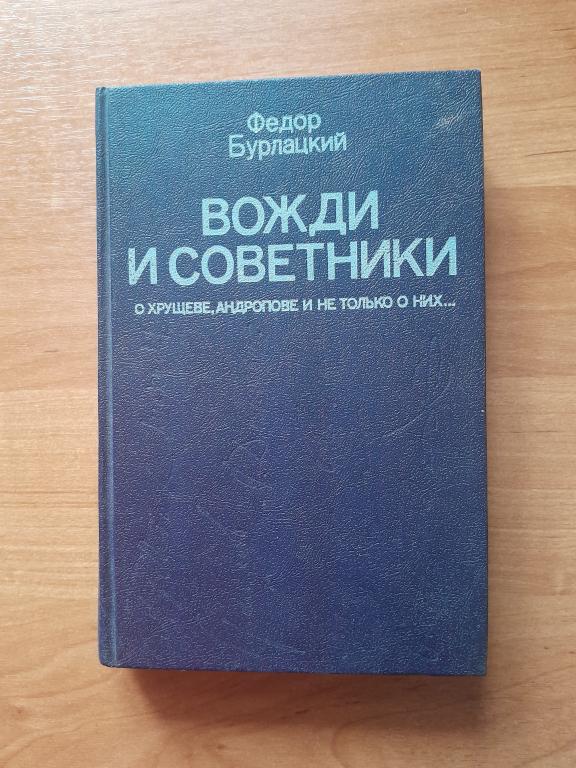 Федор
Бурлацкий
ВОЖДИ
И СОВЕТНИКИ
О ХРУЩЕВЕ, АНДРОПОВЕ И НЕ ТОЛЬКО О НИХ...